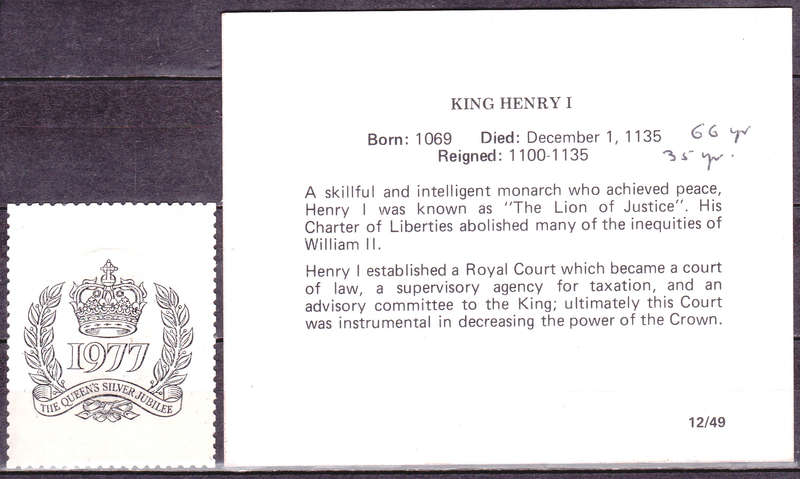 KING HENRY I
Born: 1069 Died: December 1, 1135 66 yr
Reigned: 1100-1135 35 yr.
A skillful and intelligent monarch who achieved peace,
Henry I was known as "The Lion of Justice". His
Charter of Liberties abolished many of the inequities of
William II.
Henry I established a Royal Court which became a court
of law, a supervisory agency for taxation, and an
advisory committee to the King; ultimately this Court
was instrumental in decreasing the power of the Crown.
12/49
1977
THE QUEEN'S SILVER JUBILEE